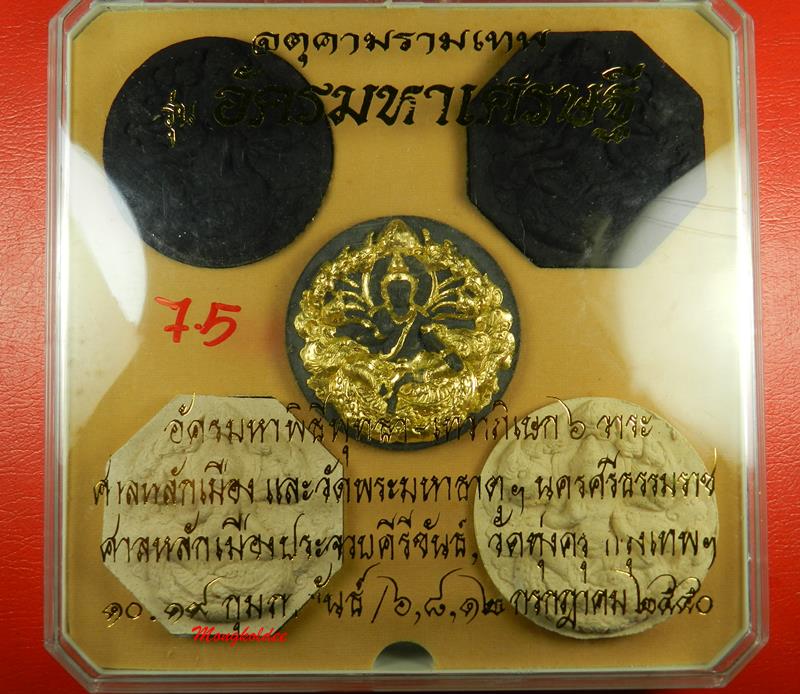 จตุคามรามเทพ
รุ่น อัครมหาเศรษฐี
7.5
อัครมหาพิธีพุทธา-เทวาภิเษก ๖ วาระ
ศาลหลักเมือง และวัดพระมหาธาตุฯ นครศรีธรรมราช
ศาลหลักเมืองประจวบคีรีขันธ์, วัดทุ่งครุ กรุงเทพฯ
๑๐,๑๙ กุมภาพันธ์ /๖,๘,๑๒ กรกฎาคม ๒๕๕๐
Mongkoldee